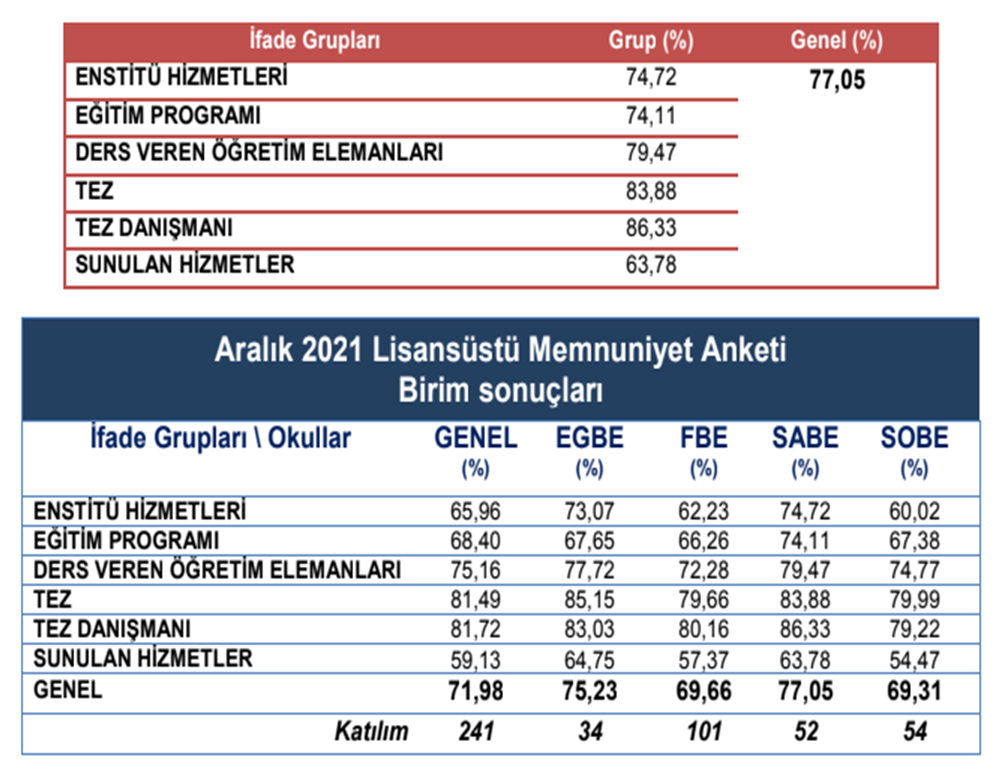 İfade Grupları Grup (%) Genel (%)
ENSTİTÜ HİZMETLERİ 74,72 77,05
EĞİTİM PROGRAMI 74,11
DERS VEREN ÖĞRETİM ELEMANLARI 79,47
TEZ 83,88
TEZ DANIŞMANI 86,33
SUNULAN HİZMETLER 63,78
Aralık 2021 Lisansüstü Memnuniyet Anketi
Birim sonuçları
İfade Grupları \ Okullar GENEL EGBE FBE SABE SOBE
(%) (%) (%) (%) (%)
ENSTİTÜ HİZMETLERİ 65,96 73,07 62,23 74,72 60,02
EĞİTİM PROGRAMI 68,40 67,65 66,26 74,11 67,38
DERS VEREN ÖĞRETİM ELEMANLARI 75,16 77,72 72,28 79,47 74,77
TEZ 81,49 85,15 79,66 83,88 79,99
TEZ DANIŞMANI 81,72 83,03 80,16 86,33 79,22
SUNULAN HİZMETLER 59,13 64,75 57,37 63,78 54,47
GENEL 71,98 75,23 69,66 77,05 69,31
Katılım 241 34 101 52 54